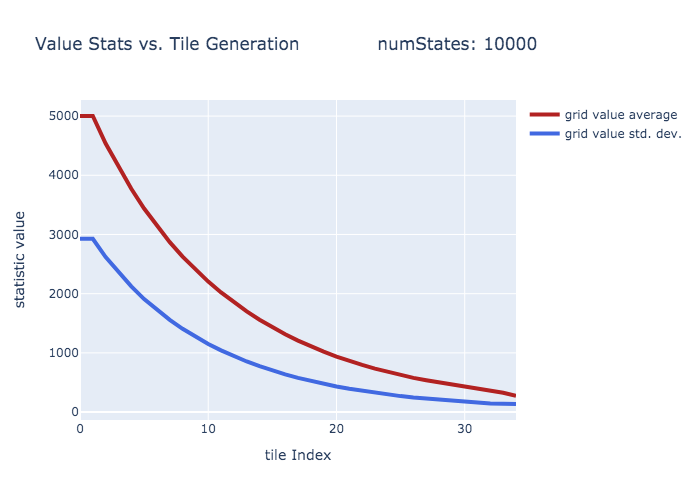 Value Stats vs. Tile Generation numStates: 10000
grid value average
grid value std. dev.
statistic value
5000
4000
3000
2000
1000
0
0 10 20 30
tile Index